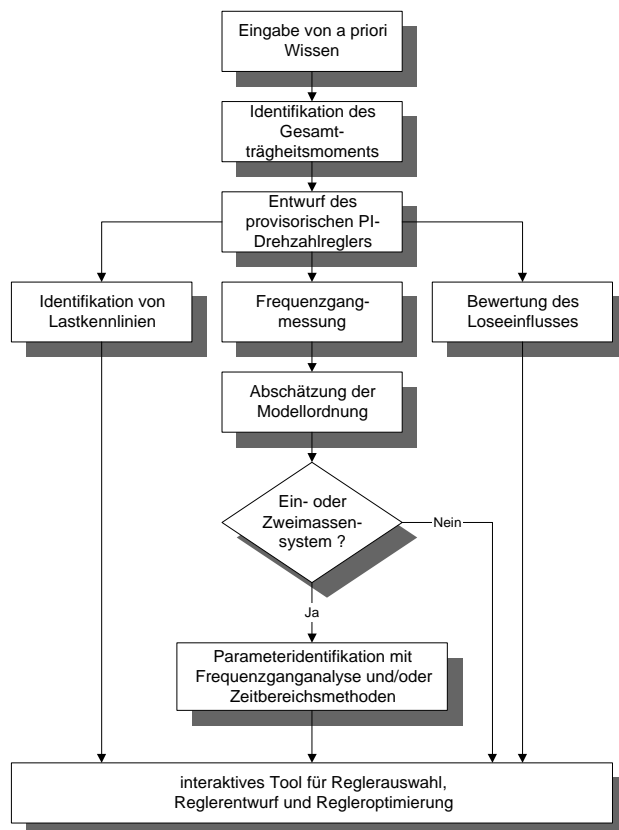 Eingabe von a priori
Wissen
Identifikation des
Gesamt-
trägheitsmoments
Entwurf des
provisorischen PI-
Drehzahlreglers
Identifikation von
Lastkennlinien
Frequenzgang-
messung
Bewertung des
Loseeinflusses
Abschätzung der
Modellordnung
Ein- oder
Zweimassen-
system ?
Nein
Ja
Parameteridentifikation mit
Frequenzganganalyse und/oder
Zeitbereichsmethoden
interaktives Tool für Reglerauswahl,
Reglerentwurf und Regleroptimierung